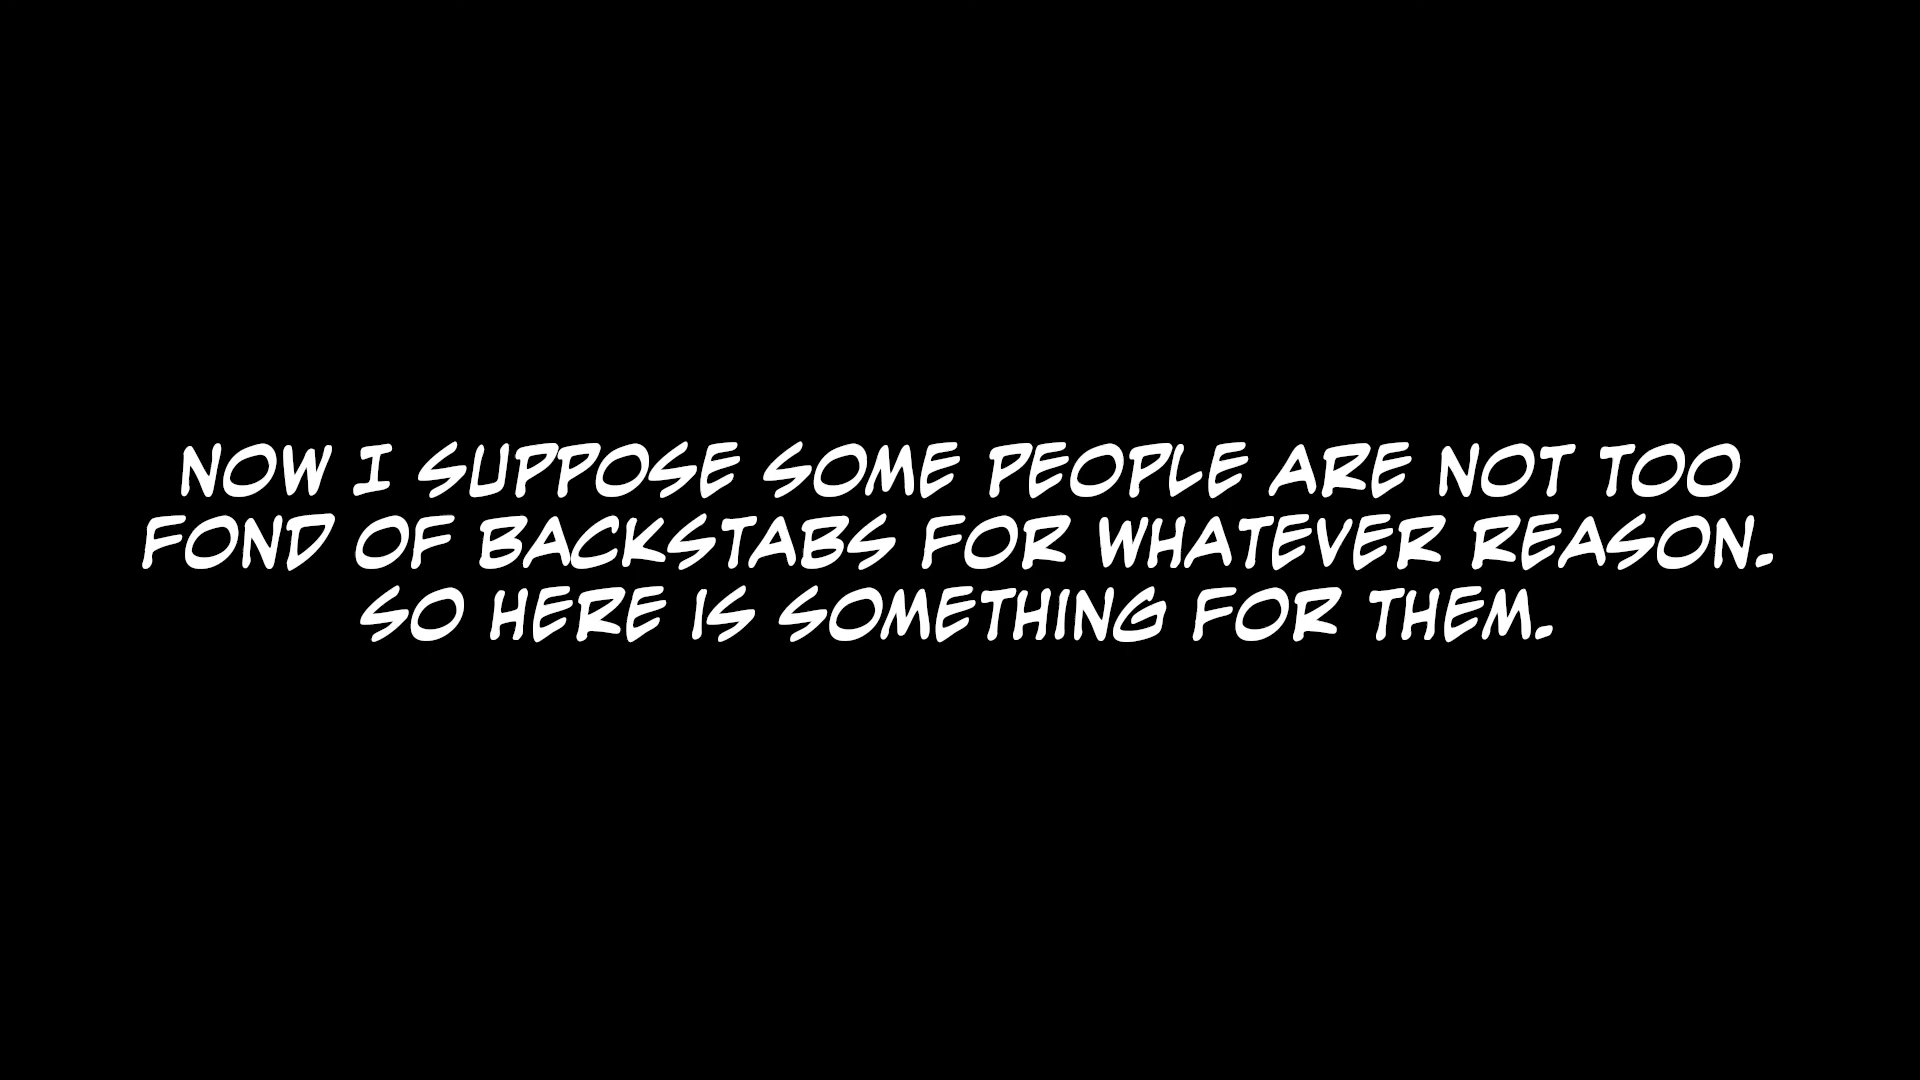 NOW I SUPPOSE SOME PEOPLE ARE NOT TOO
FOND OF BACKSTABS FOR WHATEVER REASON.
SO HERE IS SOMETHING FOR THEM.